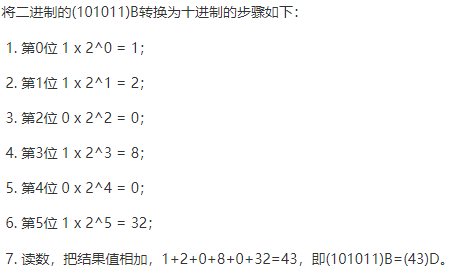 将二进制的(101011)B转换为十进制的步骤如下：
1. 第0位 1 x 2^0 = 1；
2. 第1位 1 x 2^1 = 2；
3. 第2位 0 x 2^2 = 0；
4. 第3位 1 x 2^3 = 8；
5. 第4位 0 x 2^4 = 0；
6. 第5位 1 x 2^5 = 32；
7. 读数，把结果值相加，1+2+0+8+0+32=43，即(101011)B=(43)D。